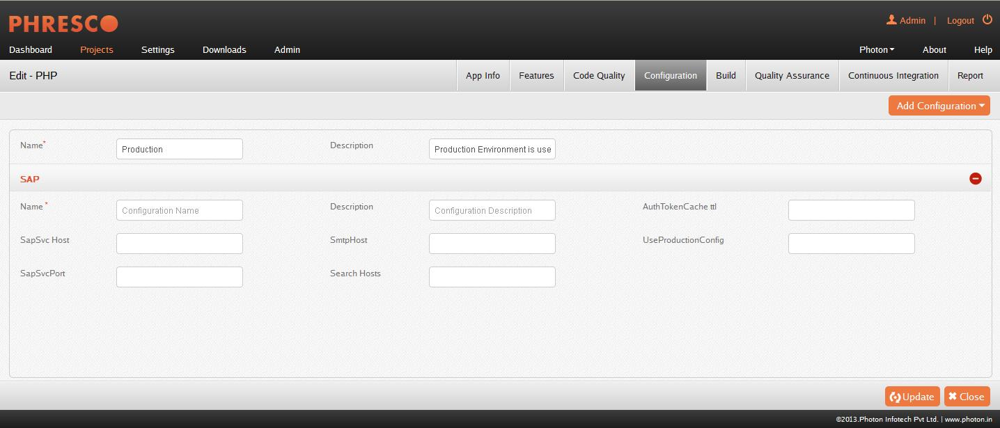 PHRESCO
Admin | Logout
Dashboard Projects Settings Downloads Admin Photon About Help
Edit - PHP App Info Features Code Quality Configuration Build Quality Assurance Continuous Integration Report
Add Configuration
Name* Production Description Production Environment is use
SAP
Name * Configuration Name Description Configuration Description AuthTokenCache ttl
SapSvc Host SmtpHost UseProductionConfig
SapSvcPort Search Hosts
Update Close
©2013.Photon Infotech Pvt Ltd. | www.photon.in